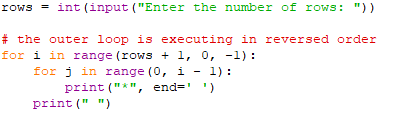 rows = int(input("Enter the number of rows: "))
# the outer loop is executing in reversed order
for i in range(rows + 1, 0, -1):
    for j in range(0, i - 1):
        print("*", end=' ')
    print(" ")